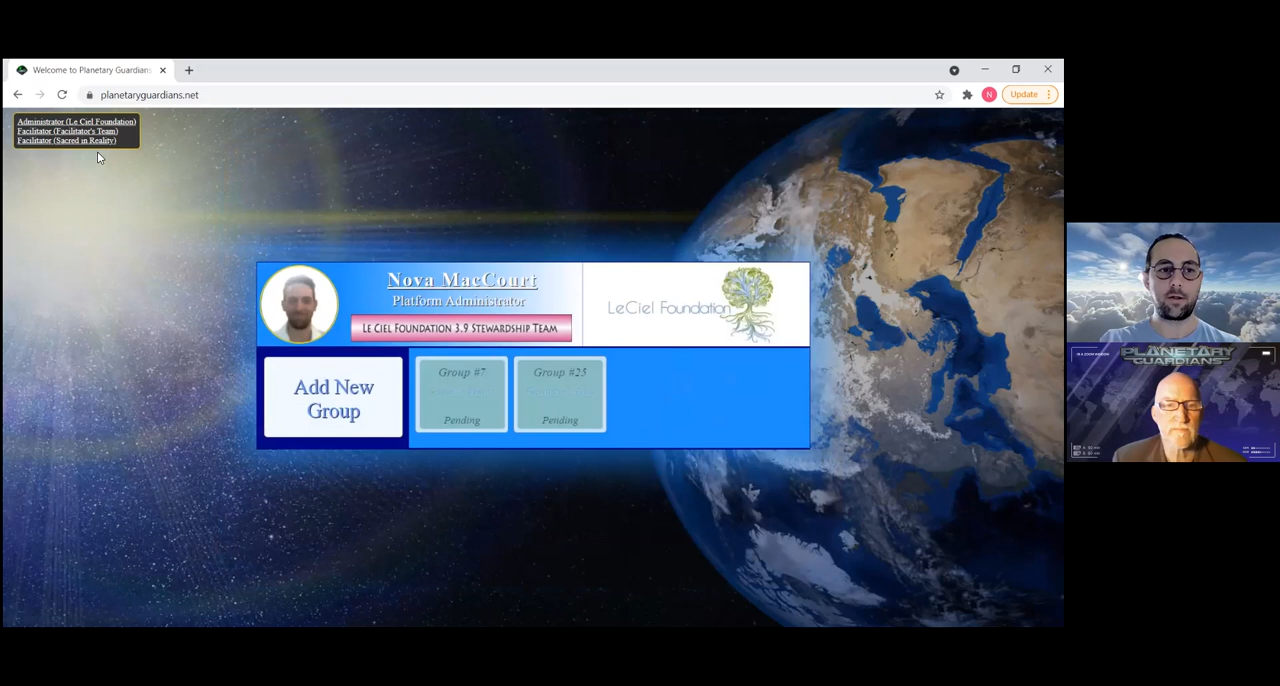 Welcome to Planetary Guardians
planetaryguardians.net
Update
Administrator (Le Ciel Foundation)
Facilitator (Facilitator's Team)
Facilitator (Sacred in Reality)
Nova MacCourt
Platform Administrator
LE CIEL FOUNDATION 3.9 STEWARDSHIP TEAM
LeCiel Foundation
Add New
Group
Group #7
Pending
Group #25
Pending
N
PLANETARY
GUARDIANS